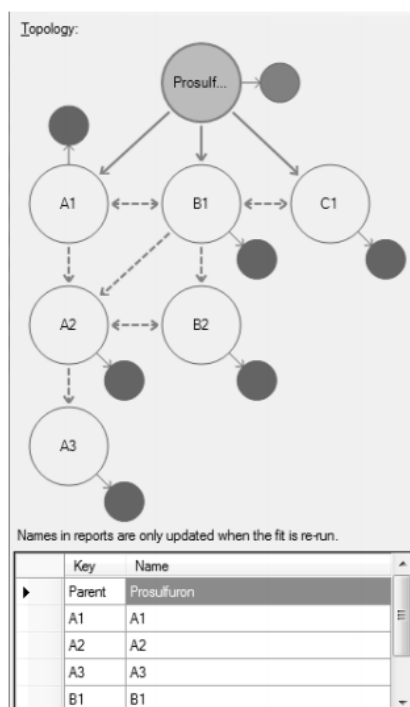 Topology:
Prosulf...
A1 B1 C1
A2 B2
A3
Names in reports are only updated when the fit is re-run.
Key Name
Parent Prosulfuron
A1 A1
A2 A2
A3 A3
B1 B1